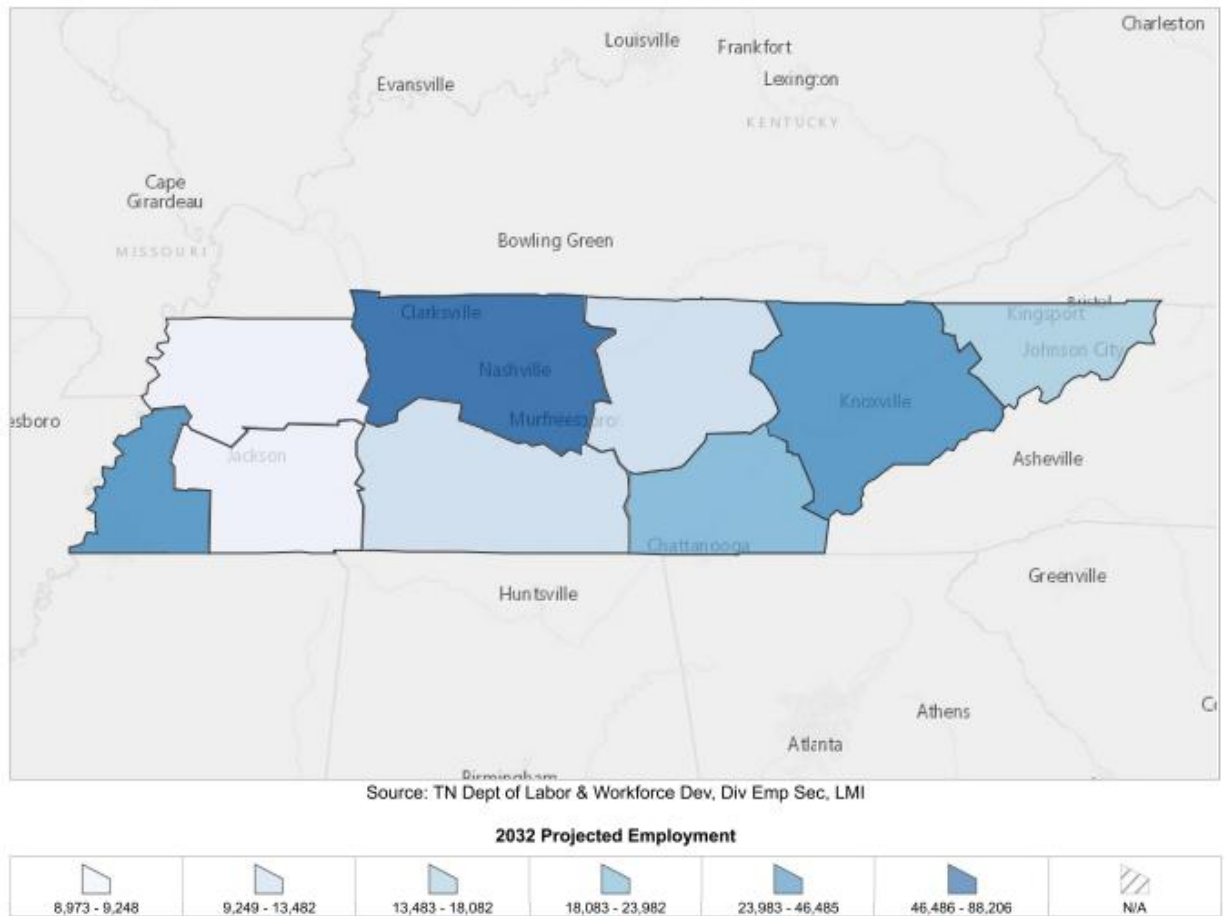 Charleston
Louisville
Frankfort
Evansville
Lexington
KENTUCKY
Cape
Girardeau
MISSOURI
Bowling Green
Bristol
Clarksville
Kingsport
Johnson City
Nashville
Knoxville
Murfreesboro
esboro
Jackson
Asheville
Chattanooga
Greenville
Huntsville
Athens
Atlanta
Birmingham
Source: TN Dept of Labor & Workforce Dev, Div Emp Sec, LMI
2032 Projected Employment
8,973 - 9,248 9,249 - 13,482 13,483 - 18,082 18,083 - 23,982 23,983 - 46,485 46,486 - 88,206 N/A